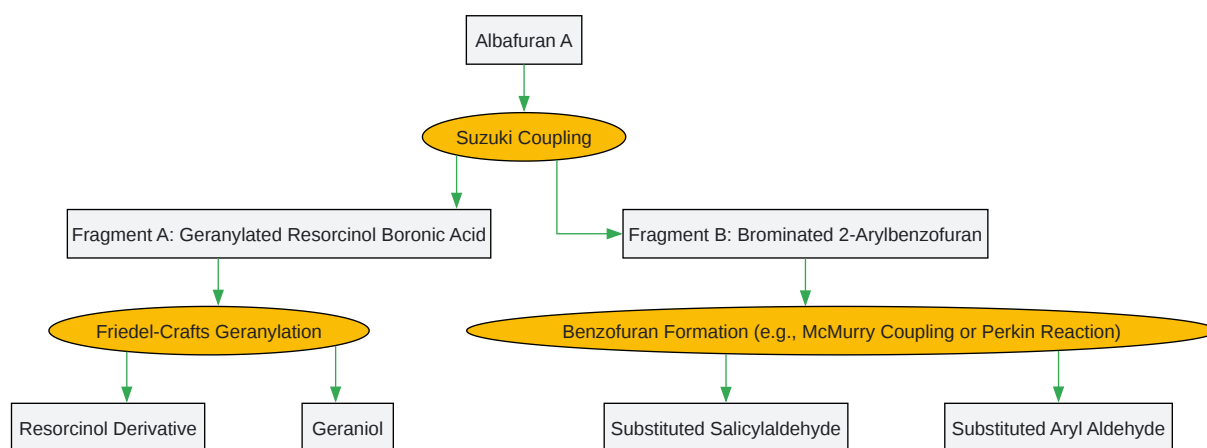 Albafuran A
Suzuki Coupling
Fragment A: Geranylated Resorcinol Boronic Acid
Fragment B: Brominated 2-Arylbenzofuran
Friedel-Crafts Geranylation
Benzofuran Formation (e.g., McMurry Coupling or Perkin Reaction)
Resorcinol Derivative
Geraniol
Substituted Salicylaldehyde
Substituted Aryl Aldehyde